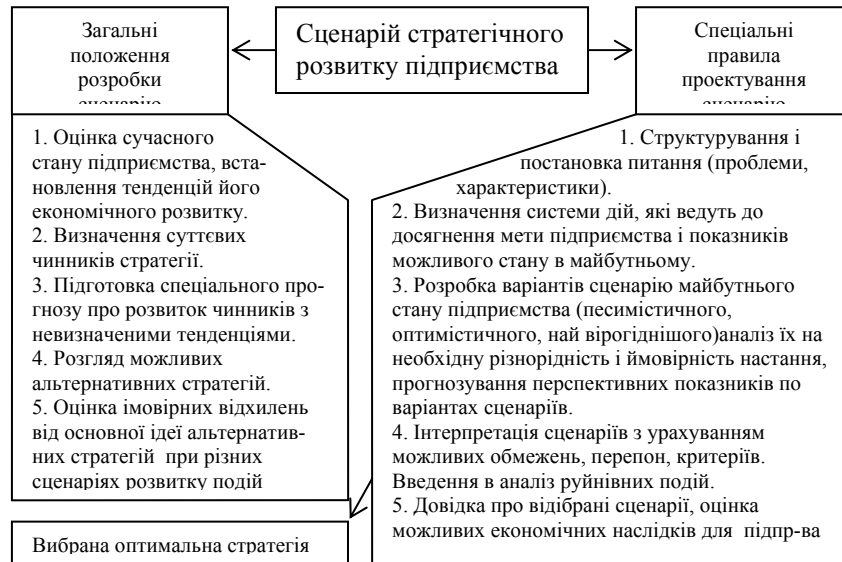 Загальні
положення
розробки
сценарію
Сценарій стратегічного
розвитку підприємства
Спеціальні
правила
проектування
сценарію
1. Оцінка сучасного
стану підприємства, вста-
новлення тенденцій його
економічного розвитку.
2. Визначення суттєвих
чинників стратегії.
3. Підготовка спеціального про-
гнозу про розвиток чинників з
невизначеними тенденціями.
4. Розгляд можливих
альтернативних стратегій.
5. Оцінка імовірних відхилень
від основної ідеї альтернатив-
них стратегій при різних
сценаріях розвитку подій
1. Структурування і
постановка питання (проблеми,
характеристики).
2. Визначення системи дій, які ведуть до
досягнення мети підприємства і показників
можливого стану в майбутньому.
3. Розробка варіантів сценарію майбутнього
стану підприємства (песимістичного,
оптимістичного, най вірогіднішого)аналіз їх на
необхідну різнорідність і ймовірність настання,
прогнозування перспективних показників по
варіантах сценаріїв.
4. Інтерпретація сценаріїв з урахуванням
можливих обмежень, перепон, критеріїв.
Введення в аналіз руйнівних подій.
5. Довідка про відібрані сценарії, оцінка
можливих економічних наслідків для підпр-ва
Вибрана оптимальна стратегія